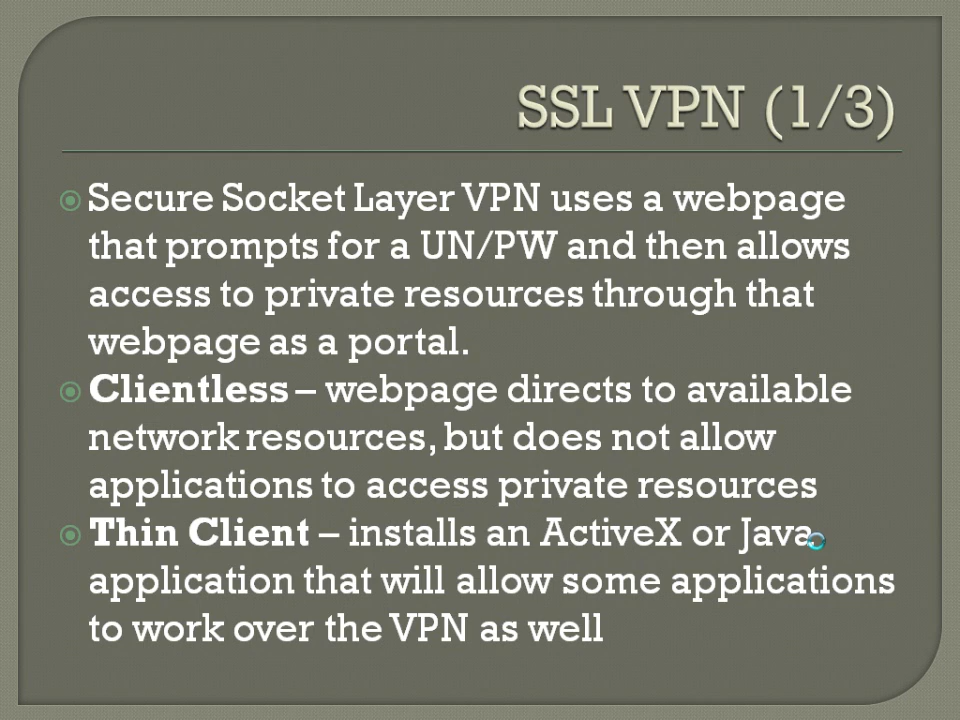 SSL VPN (1/3)
Secure Socket Layer VPN uses a webpage
that prompts for a UN/PW and then allows
access to private resources through that
webpage as a portal.
Clientless – webpage directs to available
network resources, but does not allow
applications to access private resources
Thin Client – installs an ActiveX or Java
application that will allow some applications
to work over the VPN as well